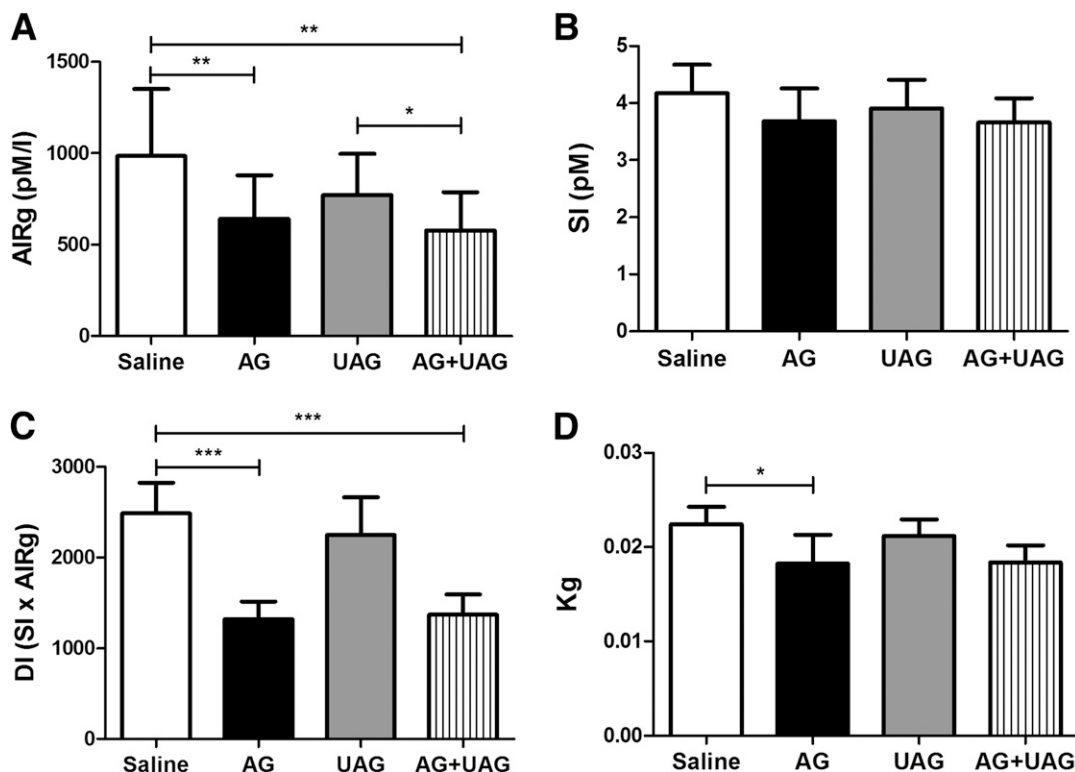 A
**
**
*
1500
1000
500
0
AIRg (pM/l)
Saline AG UAG AG+UAG
B
5
4
3
2
1
0
SI (pM)
Saline AG UAG AG+UAG
C
***
***
3000
2000
1000
0
DI (SI x AIRg)
Saline AG UAG AG+UAG
D
*
0.03
0.02
0.01
0.00
Kg
Saline AG UAG AG+UAG